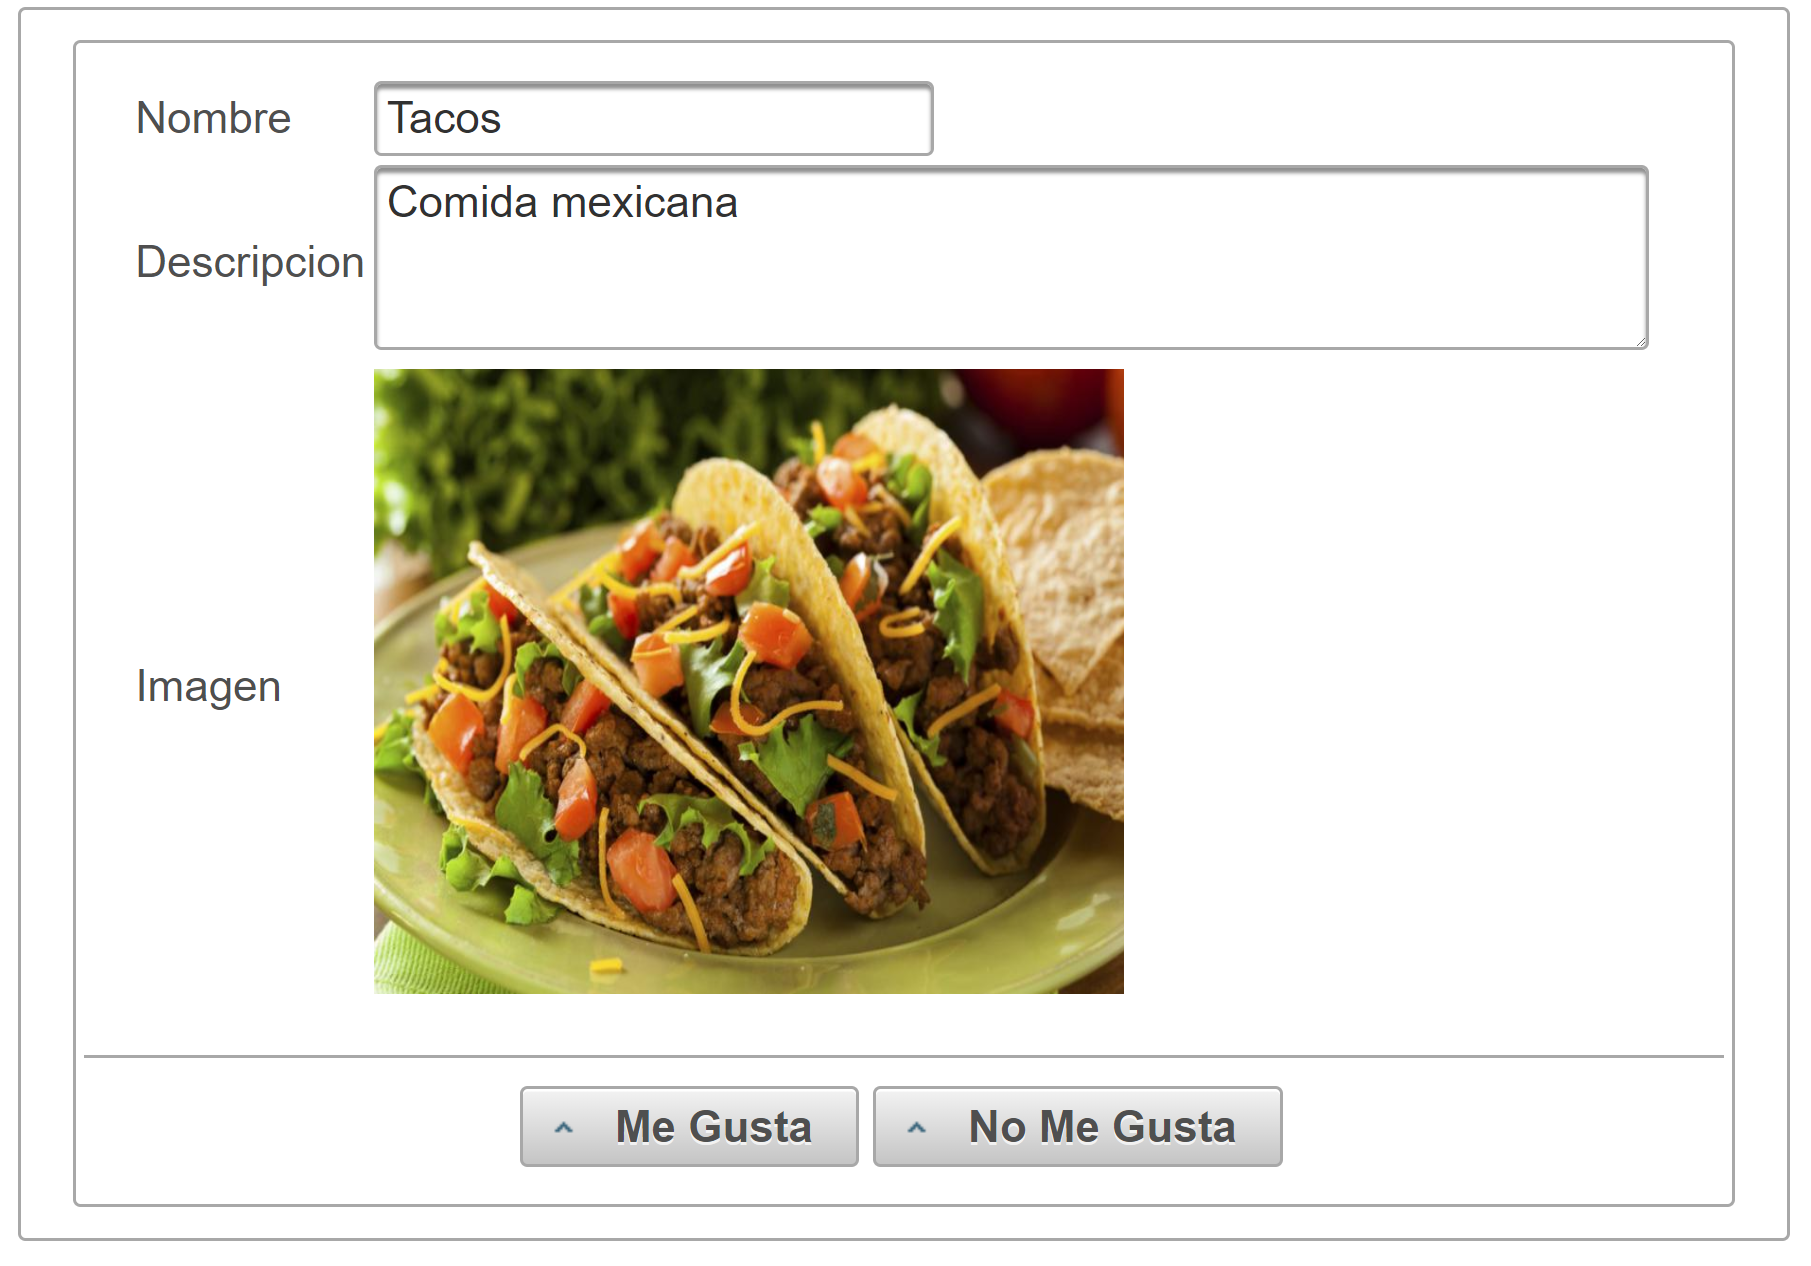 Nombre
Tacos
Descripcion
Comida mexicana
Imagen
Me Gusta
No Me Gusta